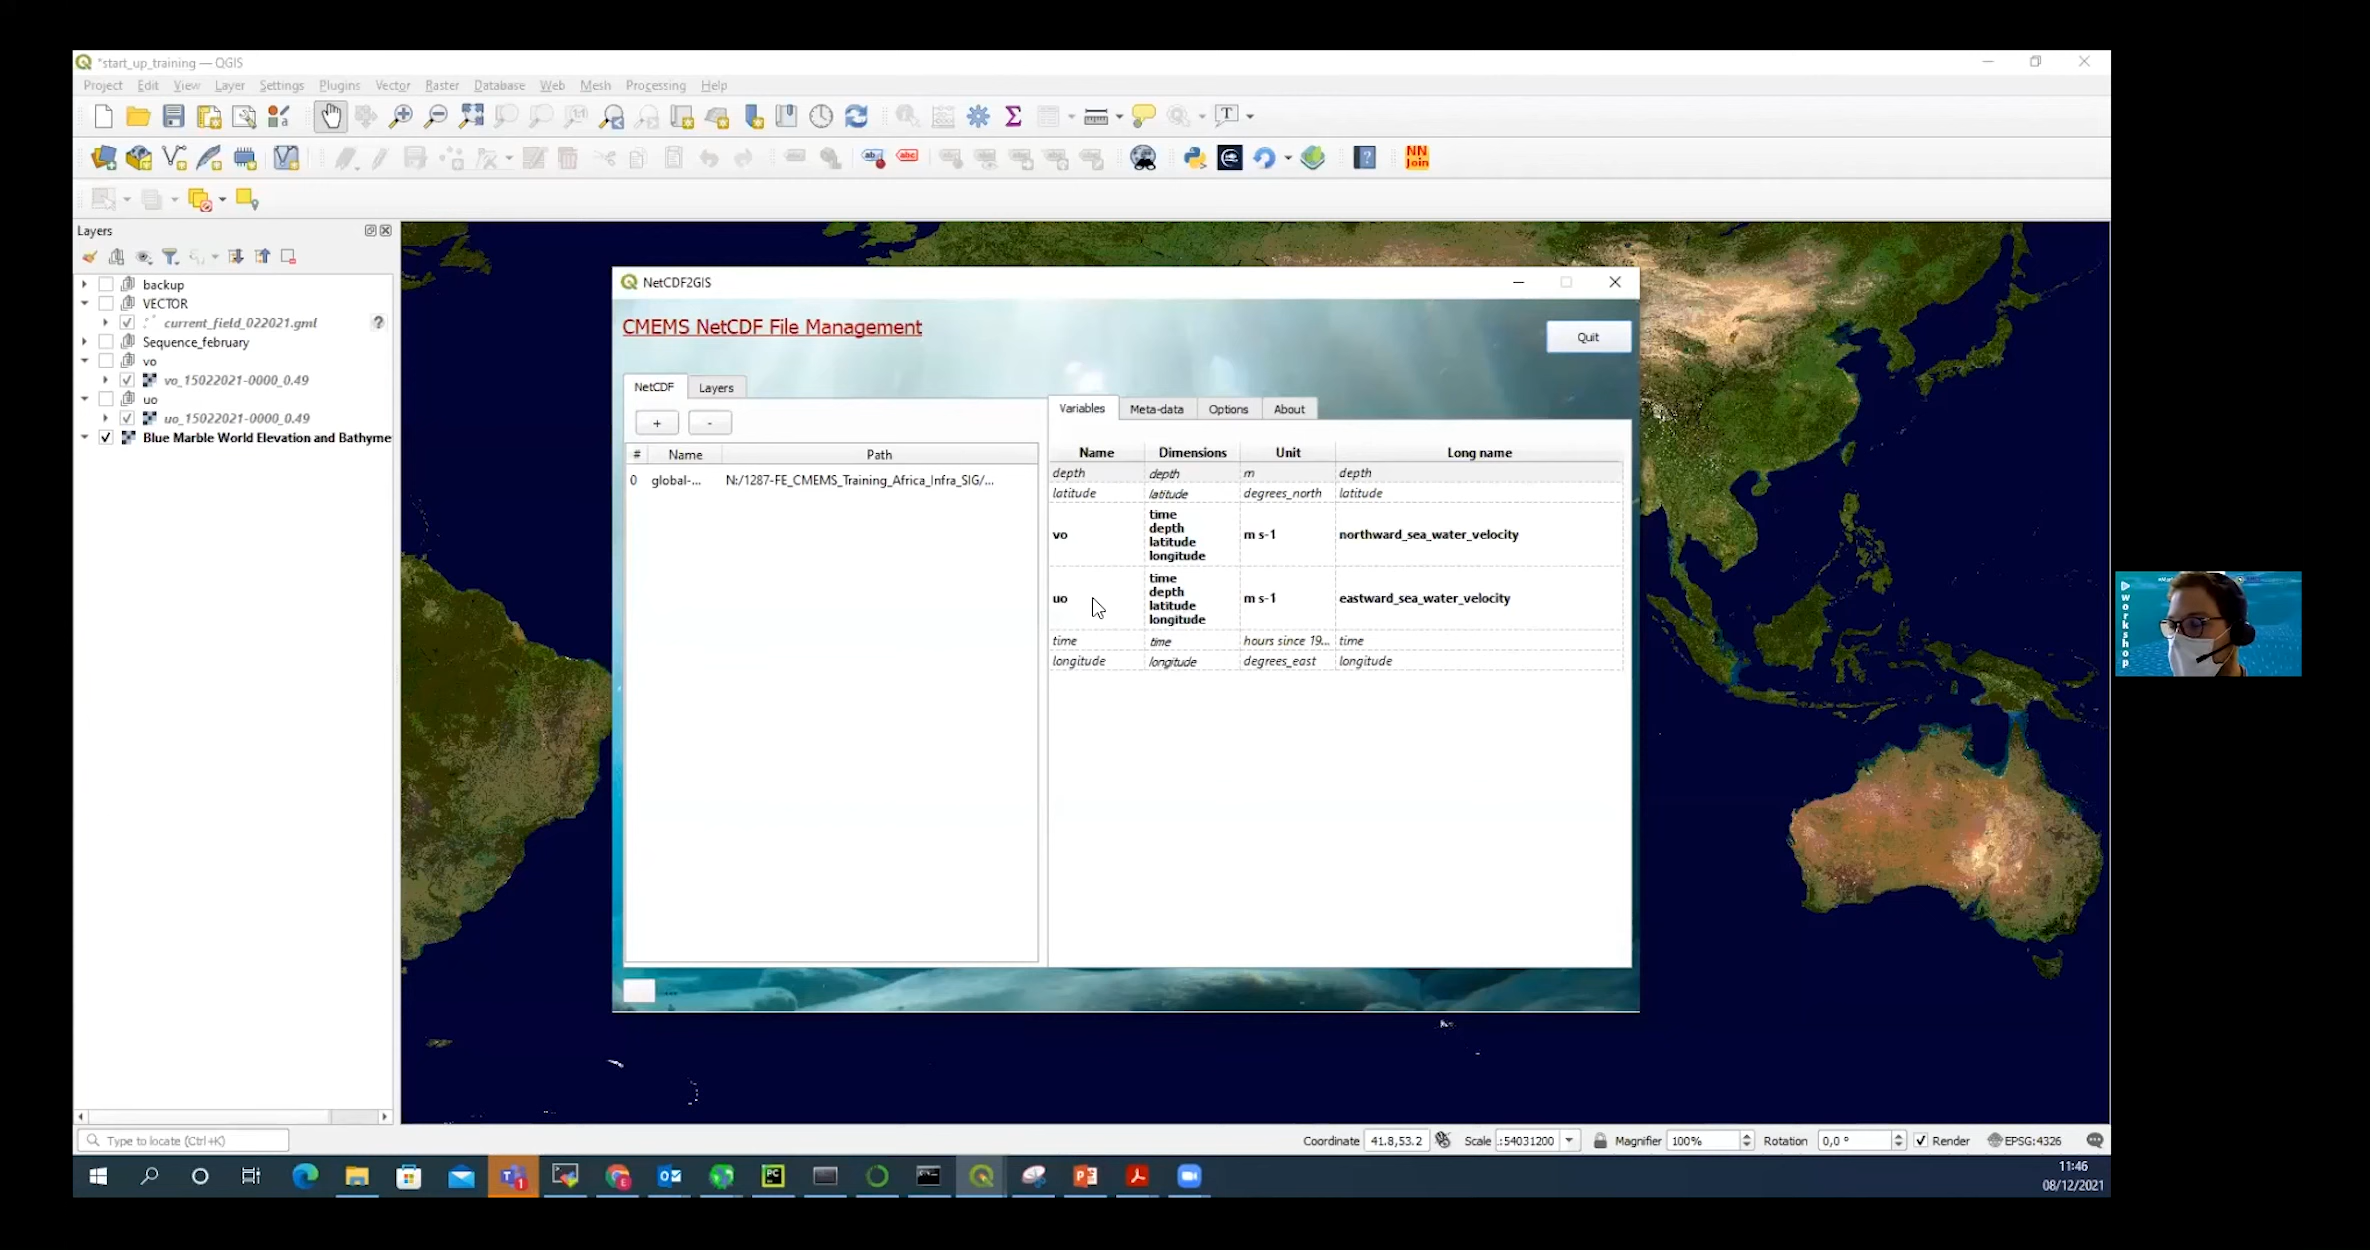 *start_up_training — QGIS
Project Edit View Layer Settings Plugins Vector Raster Database Web Mesh Processing Help
abc abc NN Join
Layers
backup
VECTOR
current_field_022021.gml ?
Sequence_february
vo
vo_15022021-0000_0.49
uo
uo_15022021-0000_0.49
Blue Marble World Elevation and Bathyme
NetCDF2GIS
CMEMS NetCDF File Management
Quit
NetCDF Layers
+ -
# Name Path
0 global-... N:/1287-FE_CMEMS_Training_Africa_Infra_SIG/...
Variables Meta-data Options About
Name Dimensions Unit Long name
depth depth m depth
latitude latitude degrees_north latitude
vo time depth latitude longitude m s-1 northward_sea_water_velocity
uo time depth latitude longitude m s-1 eastward_sea_water_velocity
time time hours since 19... time
longitude longitude degrees_east longitude
...
workshop
Type to locate (Ctrl+K)
Coordinate 41.8,53.2 Scale :54031200 Magnifier 100% Rotation 0,0 ° Render EPSG:4326
11:46
08/12/2021